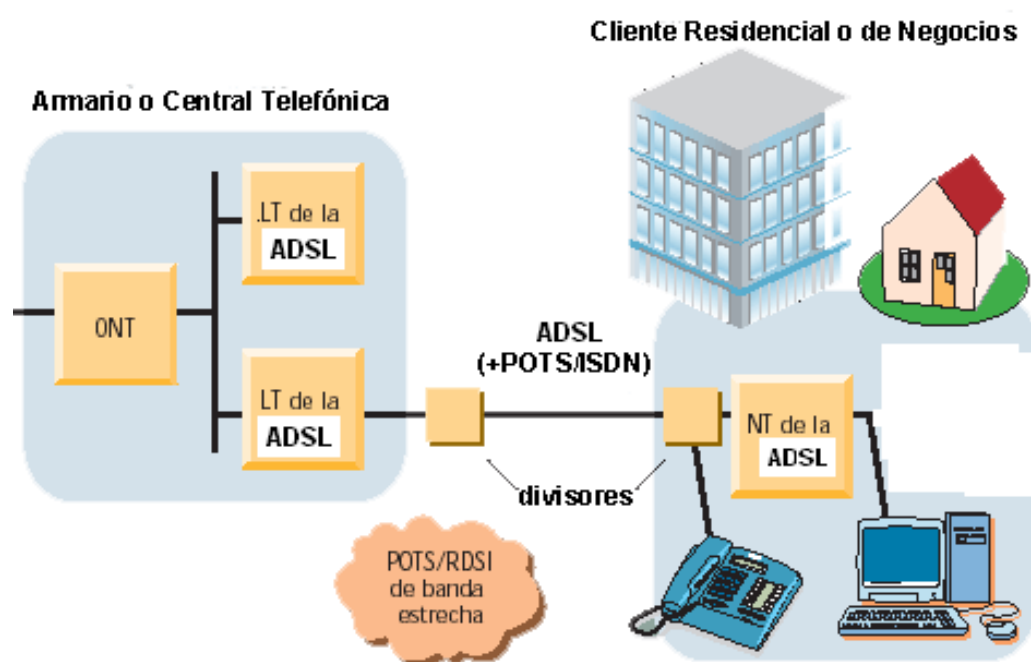 Cliente Residencial o de Negocios
Armario o Central Telefónica
.LT de la
ADSL
ONT
LT de la
ADSL
ADSL
(+POTS/ISDN)
NT de la
ADSL
divisores
POTS/RDSI
de banda
estrecha